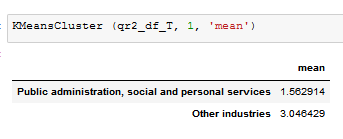 KMeansCluster (qr2_df_T, 1, 'mean')
mean
Public administration, social and personal services 1.562914
Other industries 3.046429